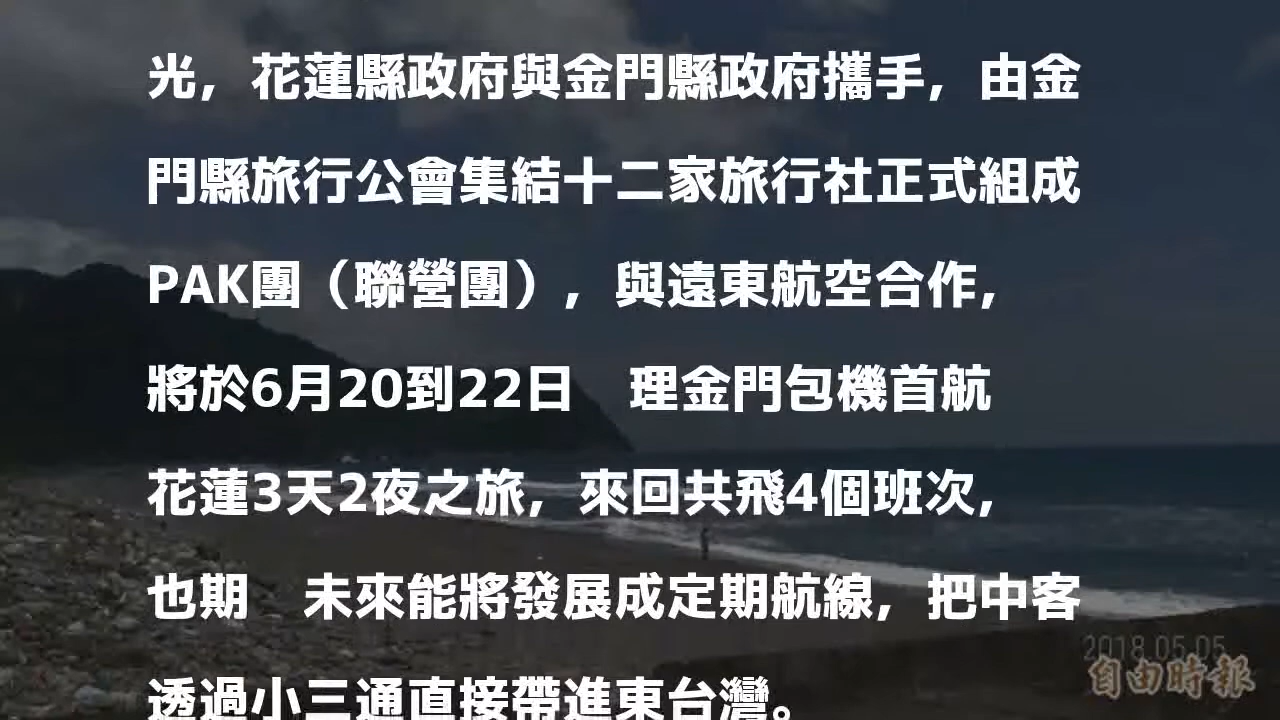 光，花蓮縣政府與金門縣政府攜手，由金
門縣旅行公會集結十二家旅行社正式組成
PAK團（聯營團），與遠東航空合作，
將於6月20到22日　理金門包機首航
花蓮3天2夜之旅，來回共飛4個班次，
也期　未來能將發展成定期航線，把中客
透過小三通直接帶進東台灣。
2018.05.05
自由時報